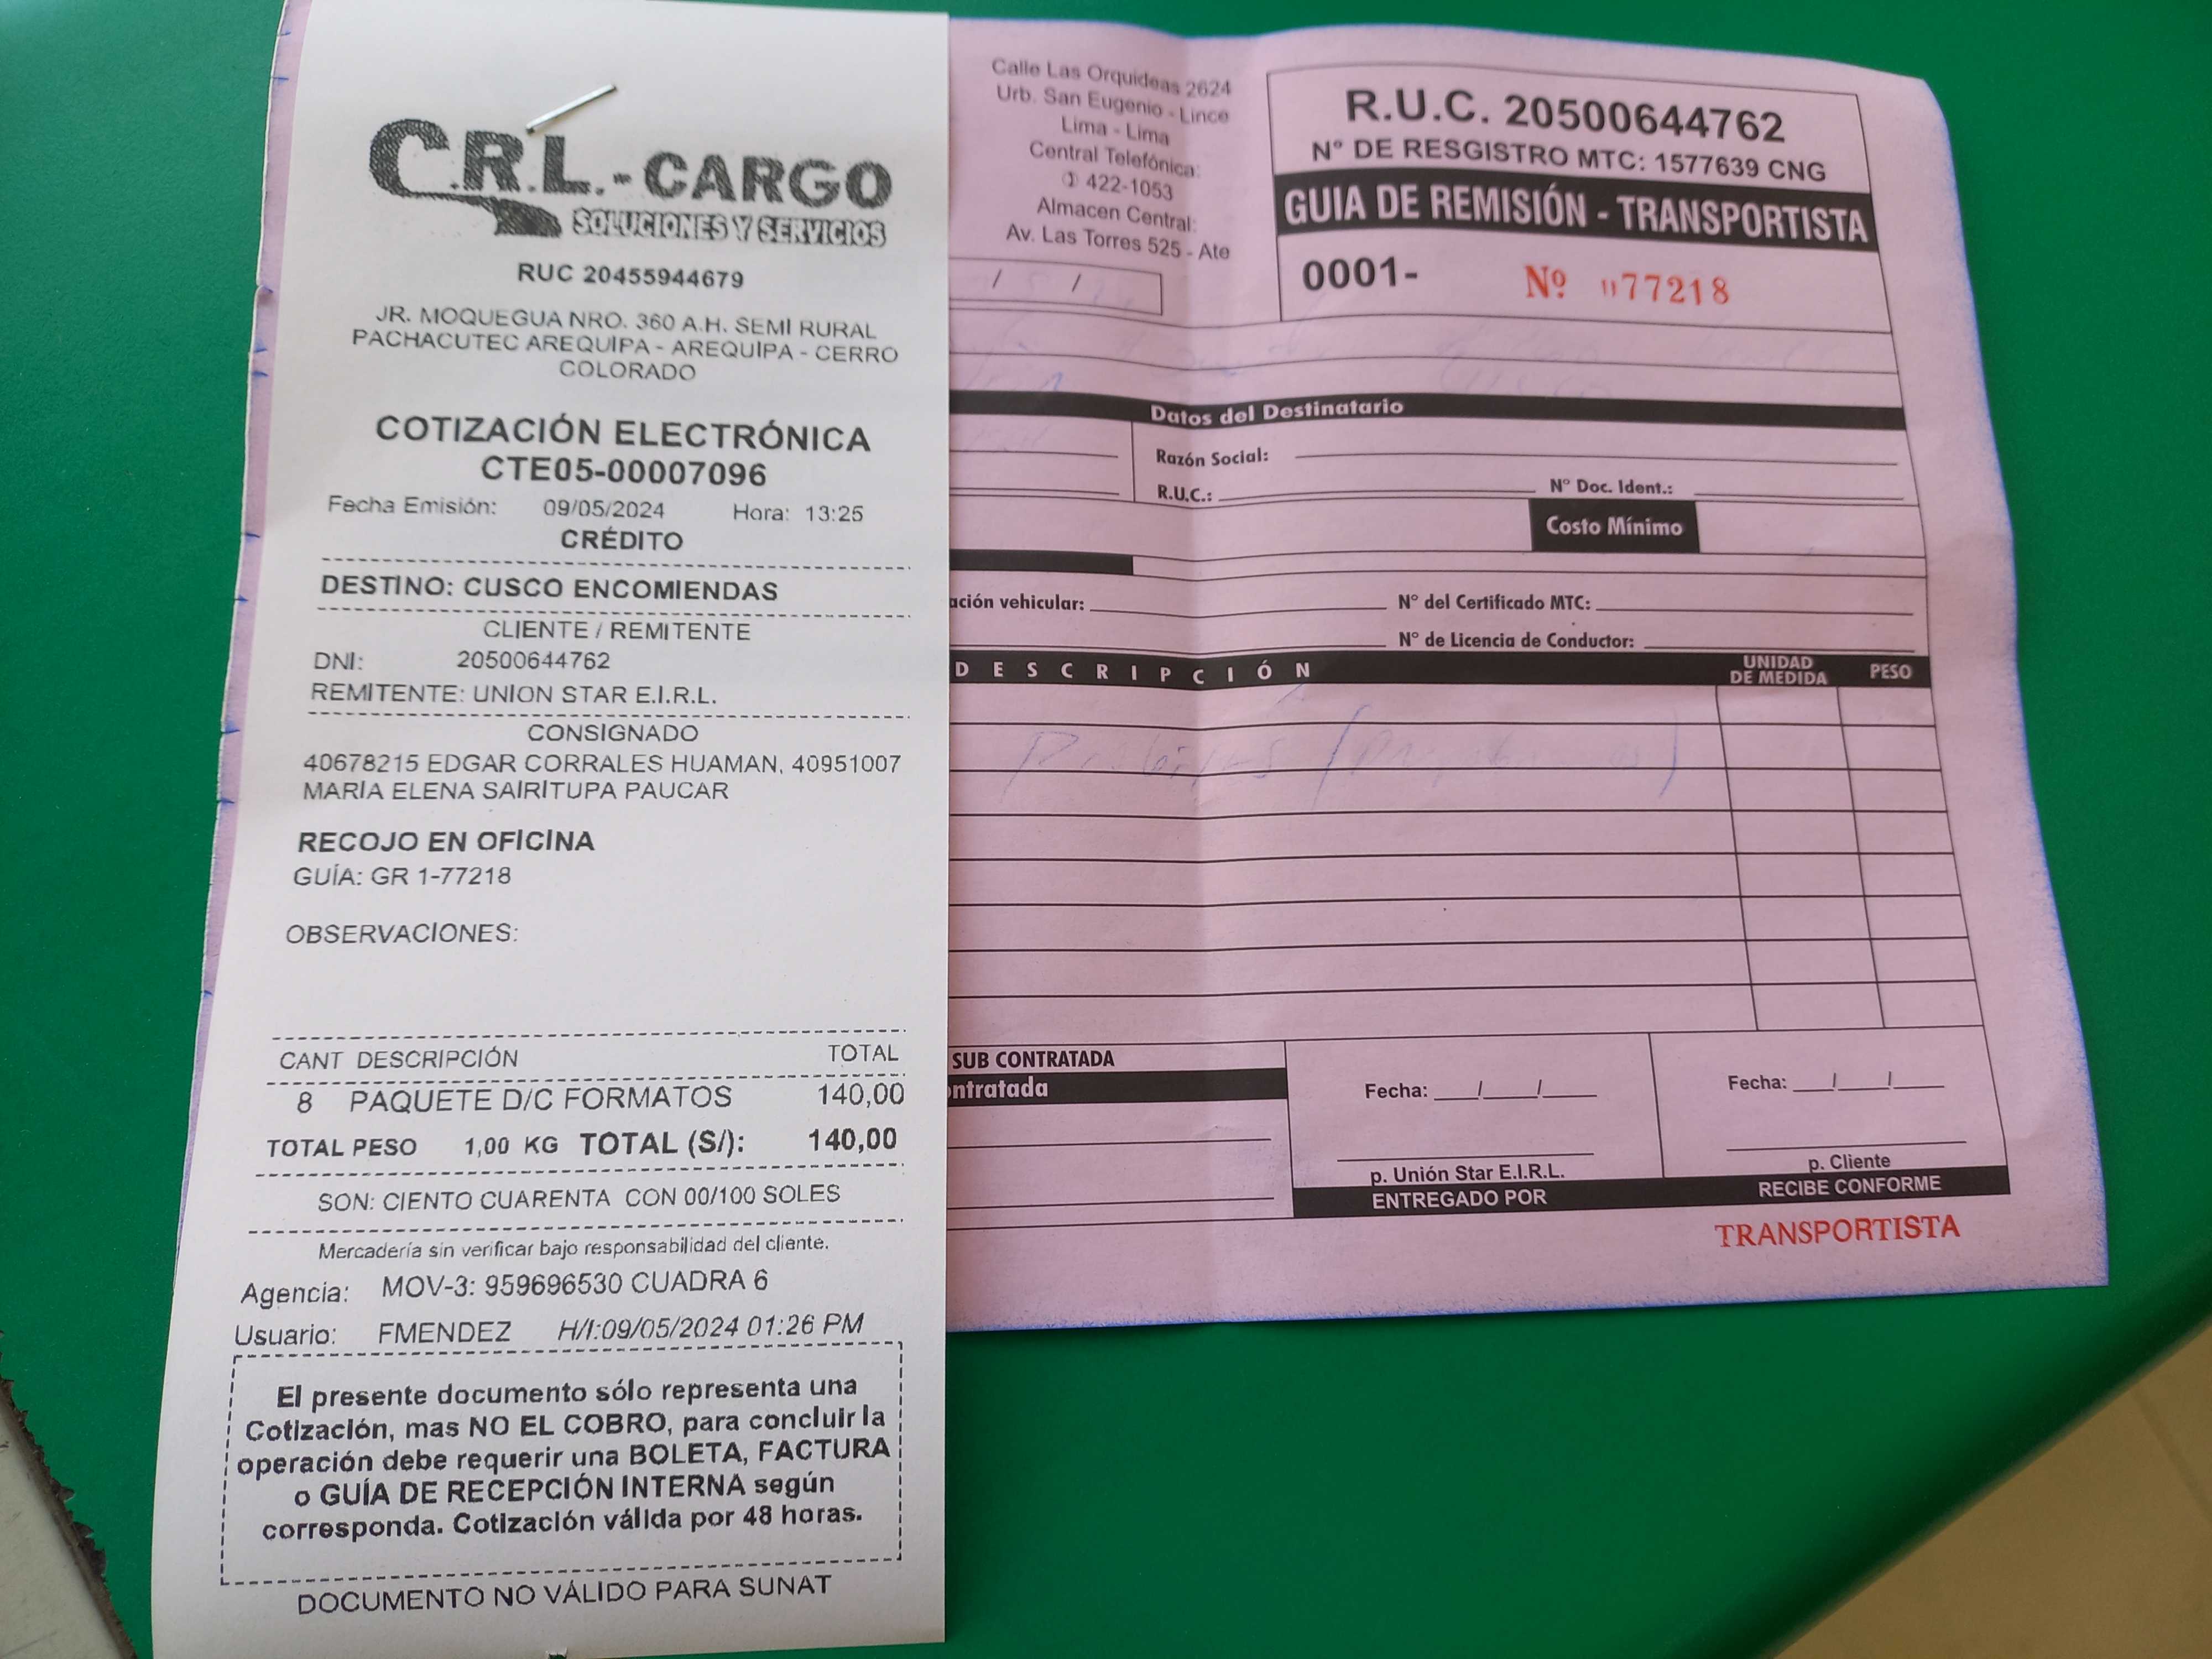 C.R.L.-CARGO
SOLUCIONES Y SERVICIOS
RUC 20455944679
JR. MOQUEGUA NRO. 360 A.H. SEMI RURAL
PACHACUTEC AREQUIPA - AREQUIPA - CERRO
COLORADO
COTIZACIÓN ELECTRÓNICA
CTE05-00007096
Fecha Emisión: 09/05/2024 Hora: 13:25
CRÉDITO
DESTINO: CUSCO ENCOMIENDAS
CLIENTE / REMITENTE
DNI: 20500644762
REMITENTE: UNION STAR E.I.R.L.
CONSIGNADO
40678215 EDGAR CORRALES HUAMAN, 40951007
MARIA ELENA SAIRITUPA PAUCAR
RECOJO EN OFICINA
GUÍA: GR 1-77218
OBSERVACIONES:
CANT DESCRIPCIÓN TOTAL
8 PAQUETE D/C FORMATOS 140,00
TOTAL PESO 1,00 KG TOTAL (S/): 140,00
SON: CIENTO CUARENTA CON 00/100 SOLES
Mercadería sin verificar bajo responsabilidad del cliente.
Agencia: MOV-3: 959696530 CUADRA 6
Usuario: FMENDEZ H/I:09/05/2024 01:26 PM
El presente documento sólo representa una
Cotización, mas NO EL COBRO, para concluir la
operación debe requerir una BOLETA, FACTURA
o GUÍA DE RECEPCIÓN INTERNA según
corresponda. Cotización válida por 48 horas.
DOCUMENTO NO VÁLIDO PARA SUNAT
Calle Las Orquideas 2624
Urb. San Eugenio - Lince
Lima - Lima
Central Telefónica:
422-1053
Almacen Central:
Av. Las Torres 525 - Ate
R.U.C. 20500644762
N° DE RESGISTRO MTC: 1577639 CNG
GUIA DE REMISIÓN - TRANSPORTISTA
0001- Nº 077218
Datos del Destinatario
Razón Social:
R.U.C.: N° Doc. Ident.:
Costo Mínimo
ación vehicular: N° del Certificado MTC:
N° de Licencia de Conductor:
DESCRIPCIÓN UNIDAD DE MEDIDA PESO
SUB CONTRATADA
ntratada
Fecha: / / Fecha: / /
p. Unión Star E.I.R.L. p. Cliente
ENTREGADO POR RECIBE CONFORME
TRANSPORTISTA